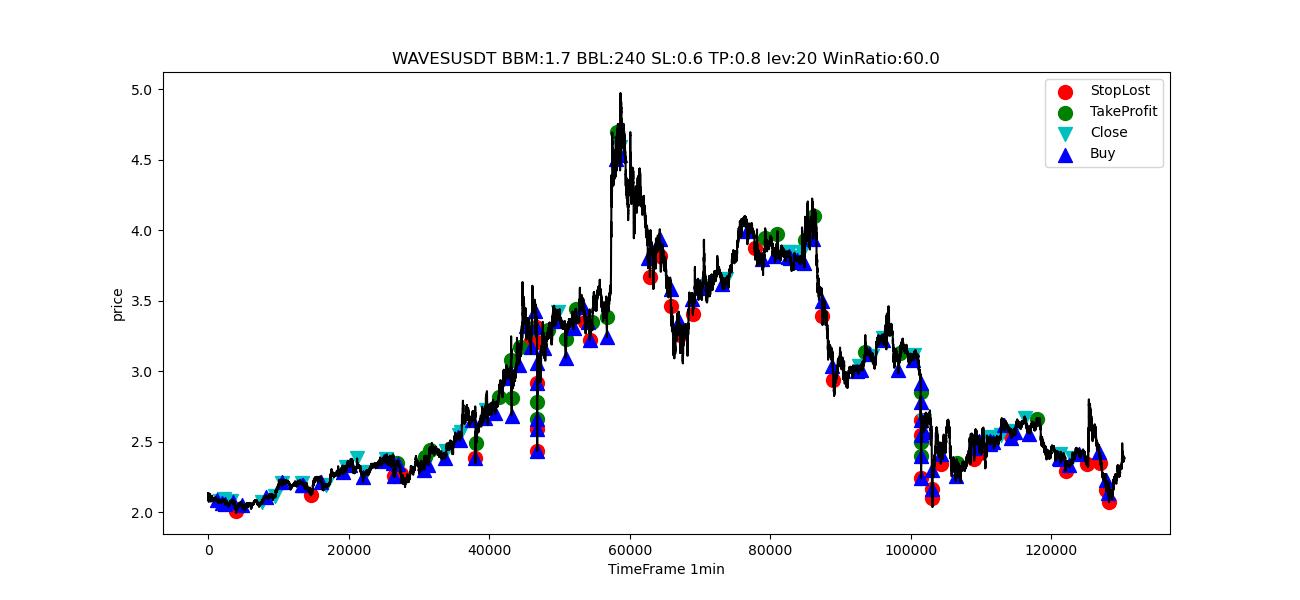 WAVESUSDT BBM:1.7 BBL:240 SL:0.6 TP:0.8 lev:20 WinRatio:60.0
StopLost
TakeProfit
Close
Buy
price
5.0
4.5
4.0
3.5
3.0
2.5
2.0
0 20000 40000 60000 80000 100000 120000
TimeFrame 1min